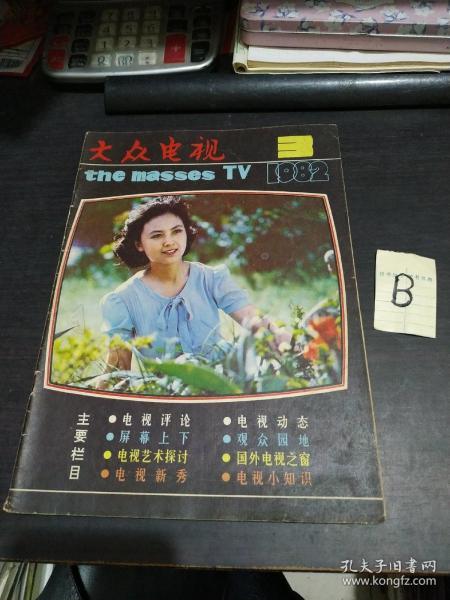 大众电视
3
the masses TV
1982
主要栏目
●电视评论
●电视动态
●屏幕上下
●观众园地
●电视艺术探讨
●国外电视之窗
●电视新秀
●电视小知识
B
孔夫子旧书网
www.kongfz.com